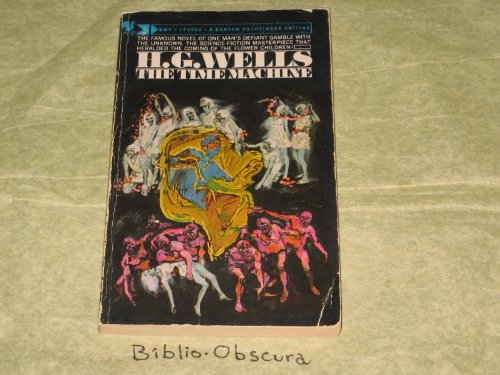 A BANTAM PATHFINDER EDITION
THE FAMOUS NOVEL OF ONE MAN'S DEFIANT GAMBLE WITH
THE UNKNOWN. THE SCIENCE-FICTION MASTERPIECE THAT
HERALDED THE COMING OF THE FLOWER CHILDREN!
H.G. WELLS
THE TIME MACHINE
Biblio·Obscura